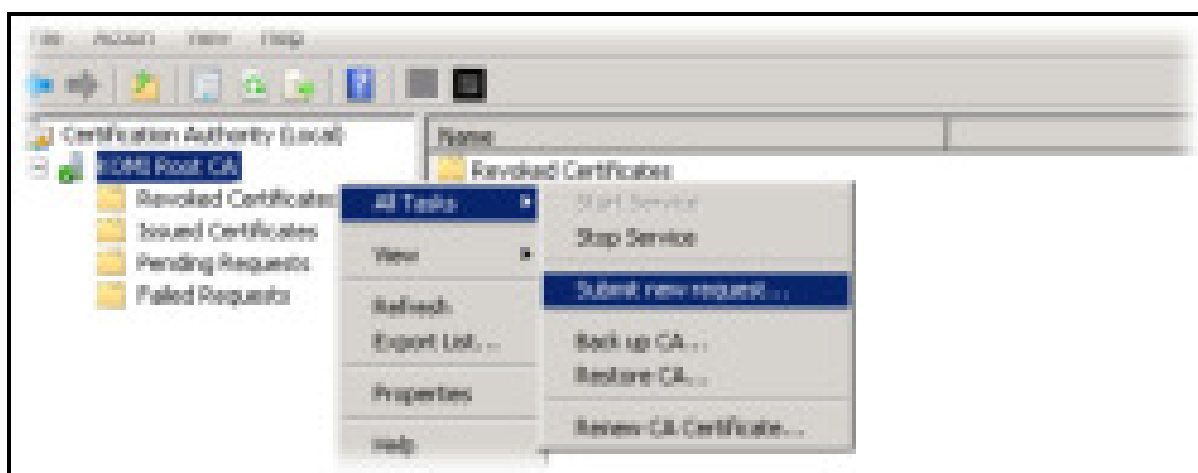 File Action View Help
Certification Authority (Local)
Name
Root CA
Revoked Certificates
Revoked Certificates
Issued Certificates
Pending Requests
Failed Requests
All Tasks
View
Refresh
Export List...
Properties
Help
Start Service
Stop Service
Submit new request...
Back up CA...
Restore CA...
Renew CA Certificate...